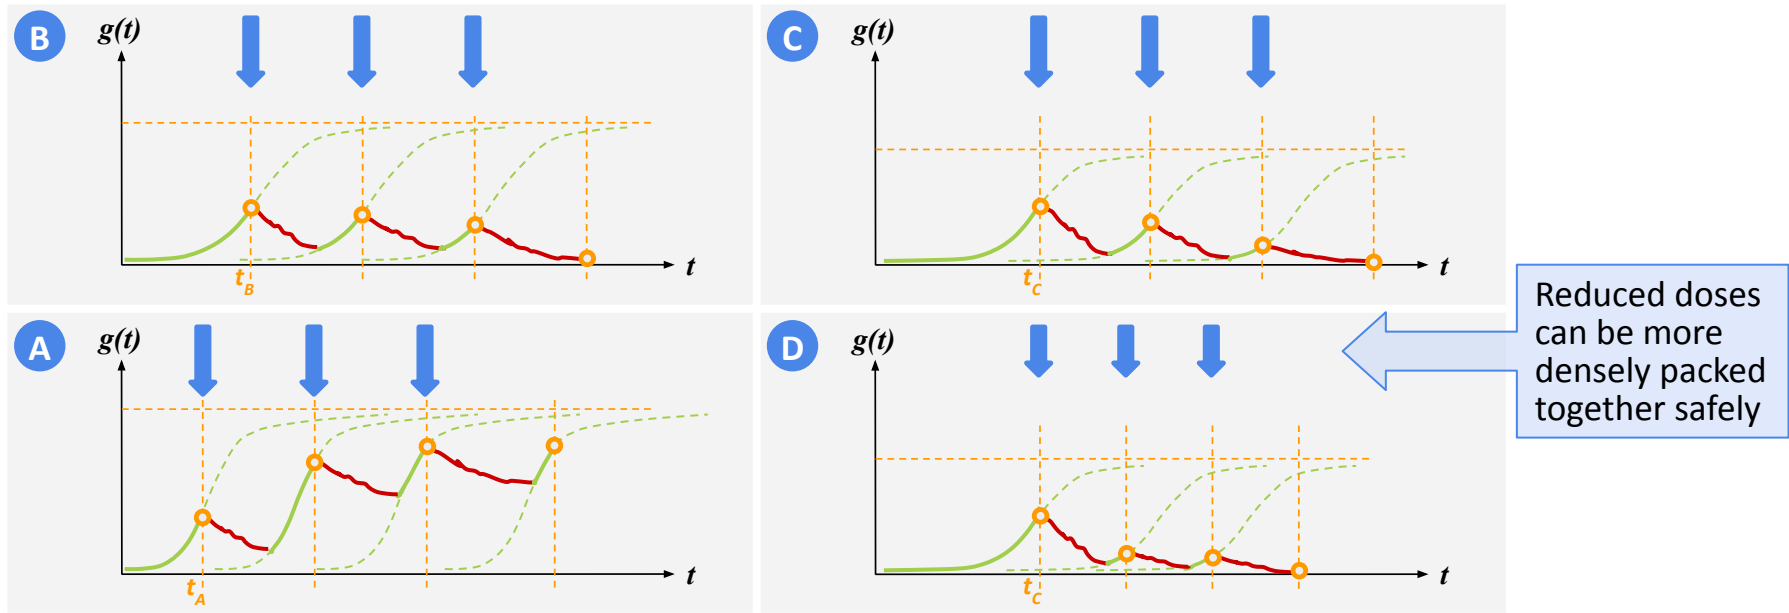 B
g(t)
t
t_B
C
g(t)
t
t_C
A
g(t)
t
t_A
D
g(t)
t
t_C
Reduced doses
can be more
densely packed
together safely